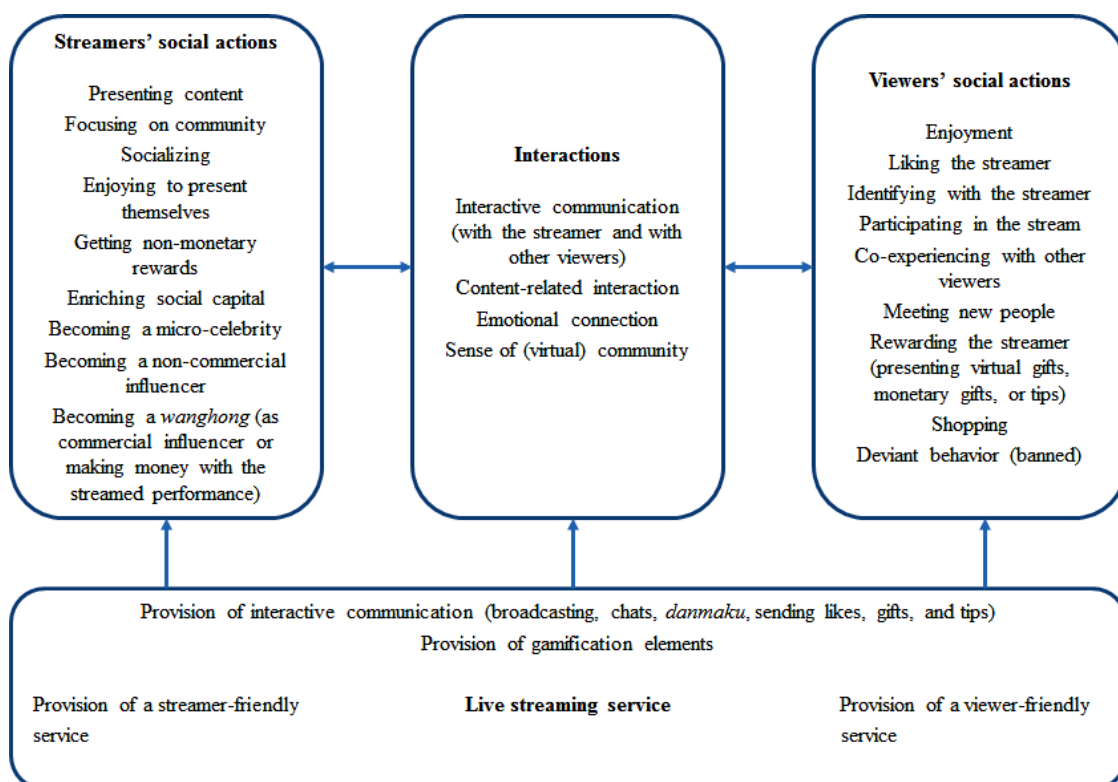 Streamers’ social actions
Presenting content
Focusing on community
Socializing
Enjoying to present
themselves
Getting non-monetary
rewards
Enriching social capital
Becoming a micro-celebrity
Becoming a non-commercial
influencer
Becoming a wanghong (as
commercial influencer or
making money with the
streamed performance)
Interactions
Interactive communication
(with the streamer and with
other viewers)
Content-related interaction
Emotional connection
Sense of (virtual) community
Viewers’ social actions
Enjoyment
Liking the streamer
Identifying with the streamer
Participating in the stream
Co-experiencing with other
viewers
Meeting new people
Rewarding the streamer
(presenting virtual gifts,
monetary gifts, or tips)
Shopping
Deviant behavior (banned)
Provision of interactive communication (broadcasting, chats, danmaku, sending likes, gifts, and tips)
Provision of gamification elements
Provision of a streamer-friendly
service
Live streaming service
Provision of a viewer-friendly
service